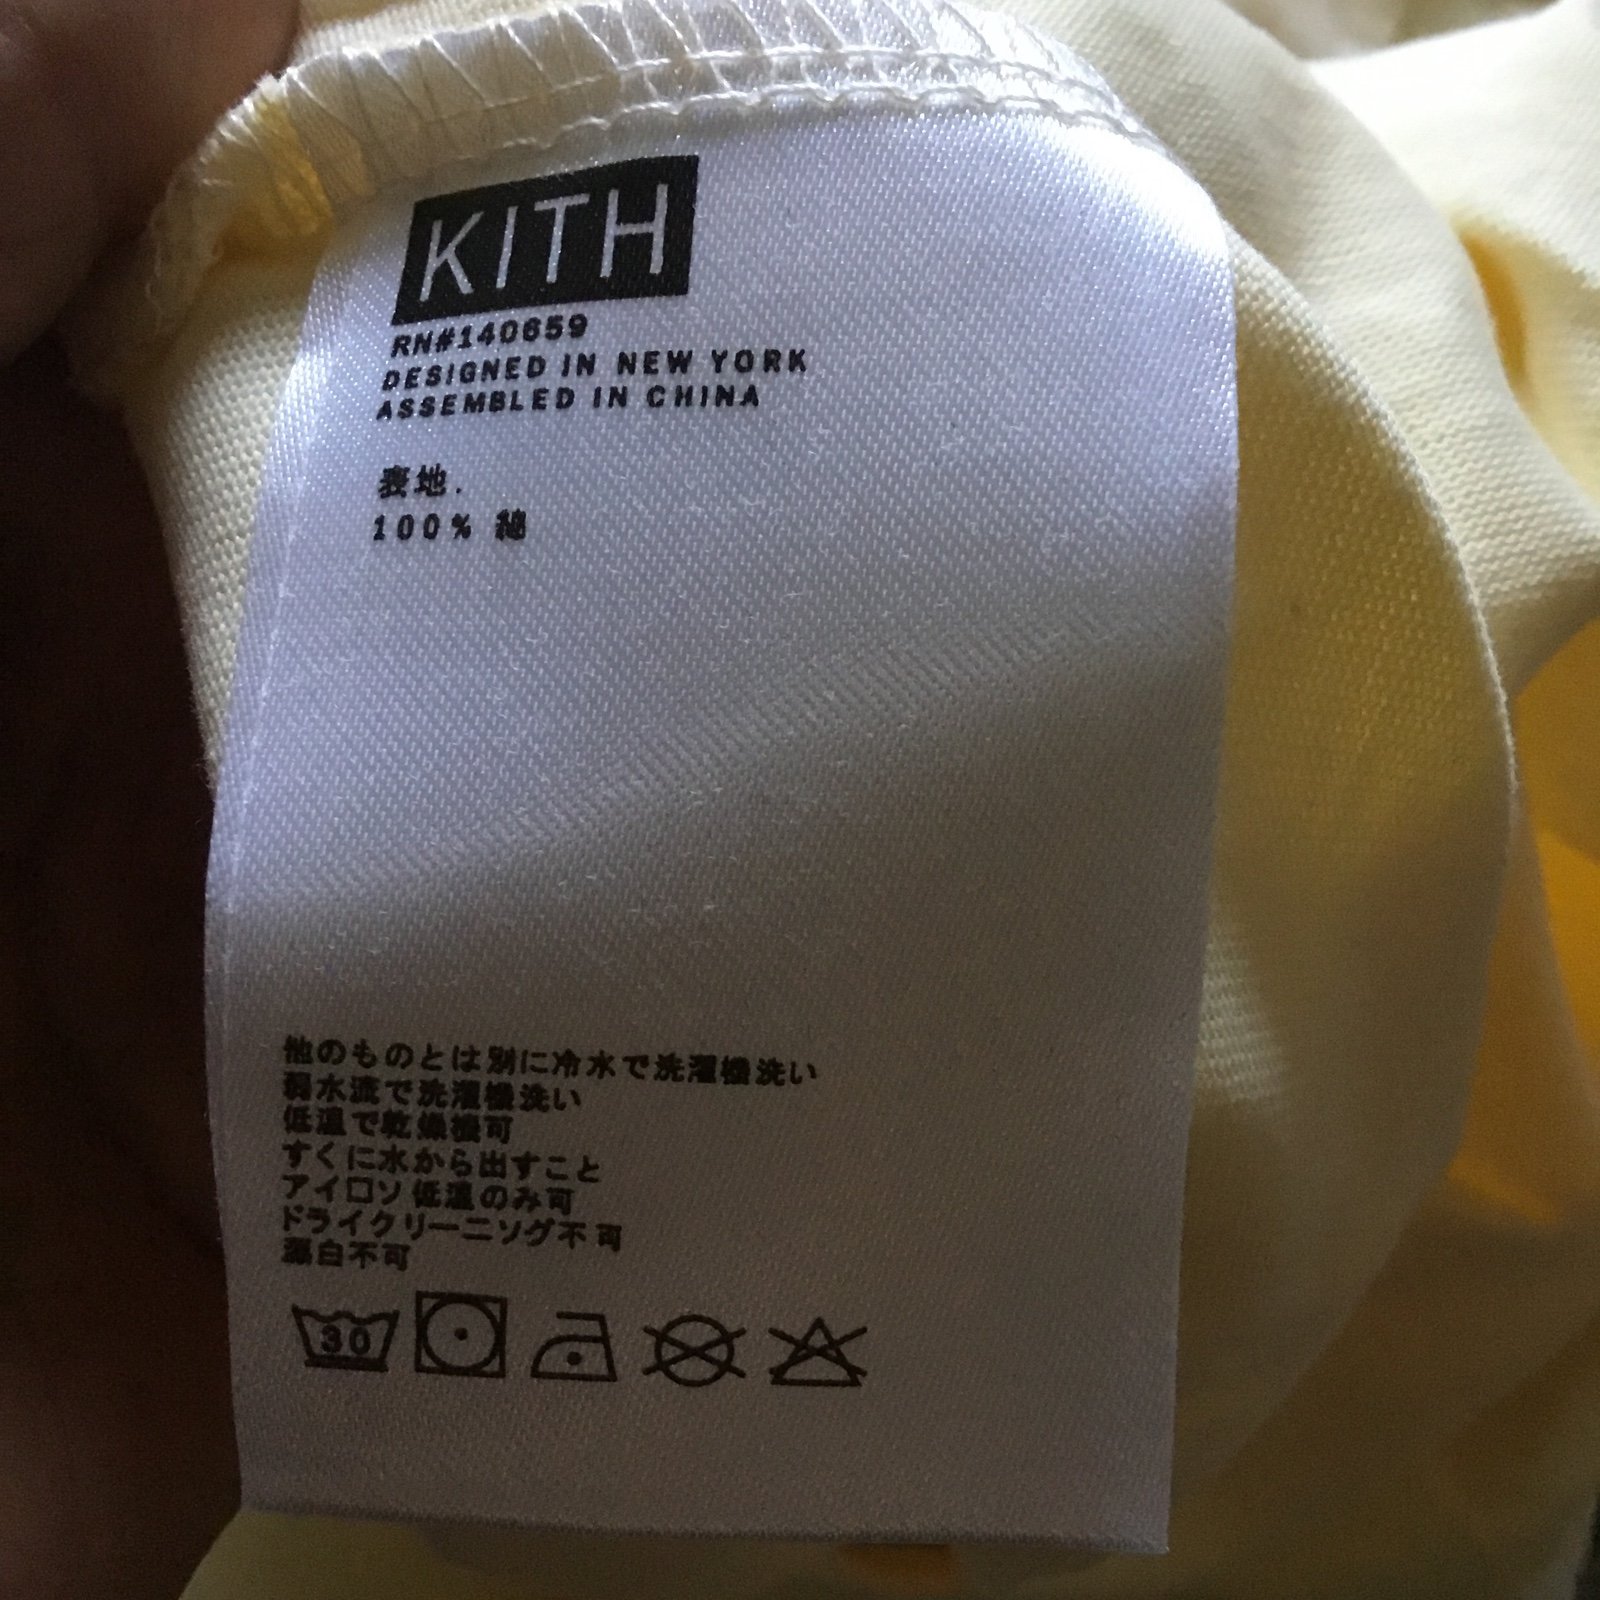 KITH
RN#140659
DESIGNED IN NEW YORK
ASSEMBLED IN CHINA
表地.
100% 綿
他のものとは別に冷水で洗濯機洗い
弱水流で洗濯機洗い
低温で乾燥機可
すぐに水から出すこと
アイロソ低温のみ可
ドライクリーニソグ不可
漂白不可
30